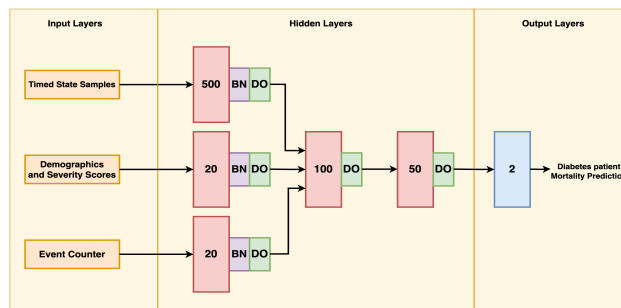 Input Layers
Hidden Layers
Output Layers
Timed State Samples
500
BN
DO
Demographics
and Severity Scores
20
BN
DO
100
DO
50
DO
2
Diabetes patient
Mortality Prediction
Event Counter
20
BN
DO